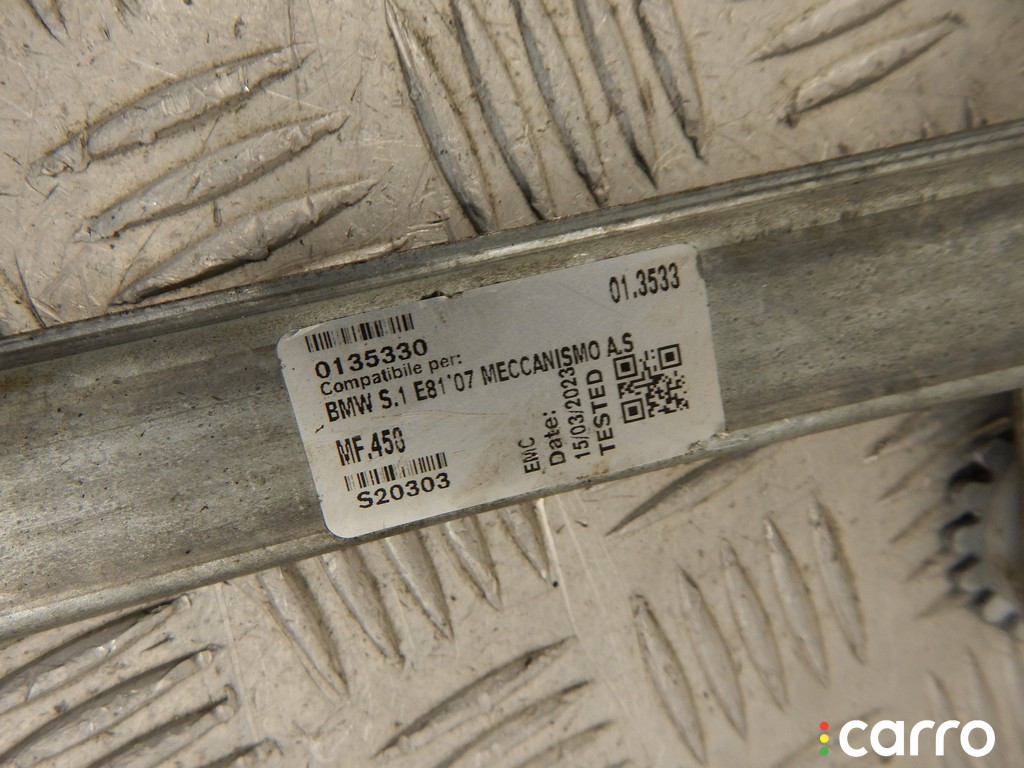 01.3533
0135330
Compatibile per:
BMW S.1 E81'07 MECCANISMO A.S
MF.458
S20303
EMC
Date:
15/03/2023
TESTED
carro